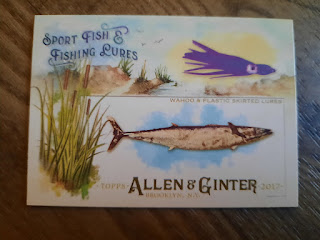 SPORT FISH &
FISHING LURES
WAHOO & PLASTIC SKIRTED LURES
TOPPS ALLEN & GINTER 2017
BROOKLYN, N.Y.